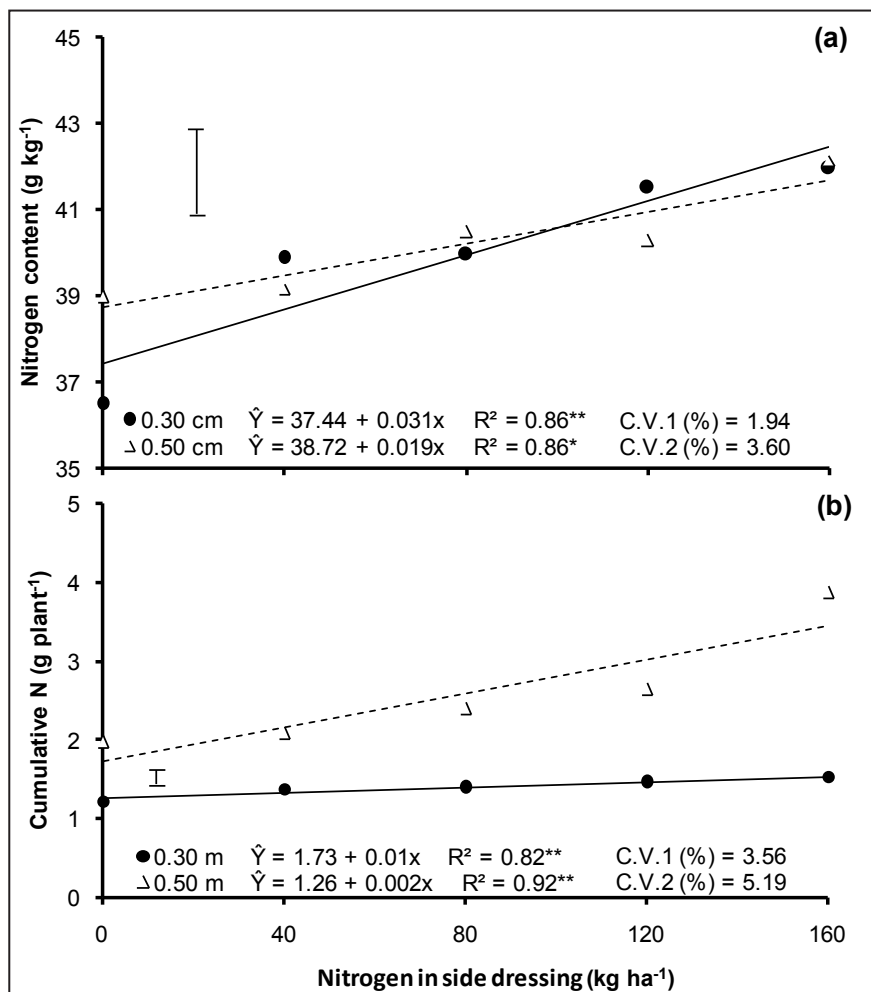 (a)
45
43
41
39
37
35
Nitrogen content (g kg⁻¹)
● 0.30 cm Ŷ = 37.44 + 0.031x R² = 0.86** C.V.1 (%) = 1.94
△ 0.50 cm Ŷ = 38.72 + 0.019x R² = 0.86* C.V.2 (%) = 3.60
(b)
5
4
3
2
1
0
Cumulative N (g plant⁻¹)
● 0.30 m Ŷ = 1.73 + 0.01x R² = 0.82** C.V.1 (%) = 3.56
△ 0.50 m Ŷ = 1.26 + 0.002x R² = 0.92** C.V.2 (%) = 5.19
0 40 80 120 160
Nitrogen in side dressing (kg ha⁻¹)